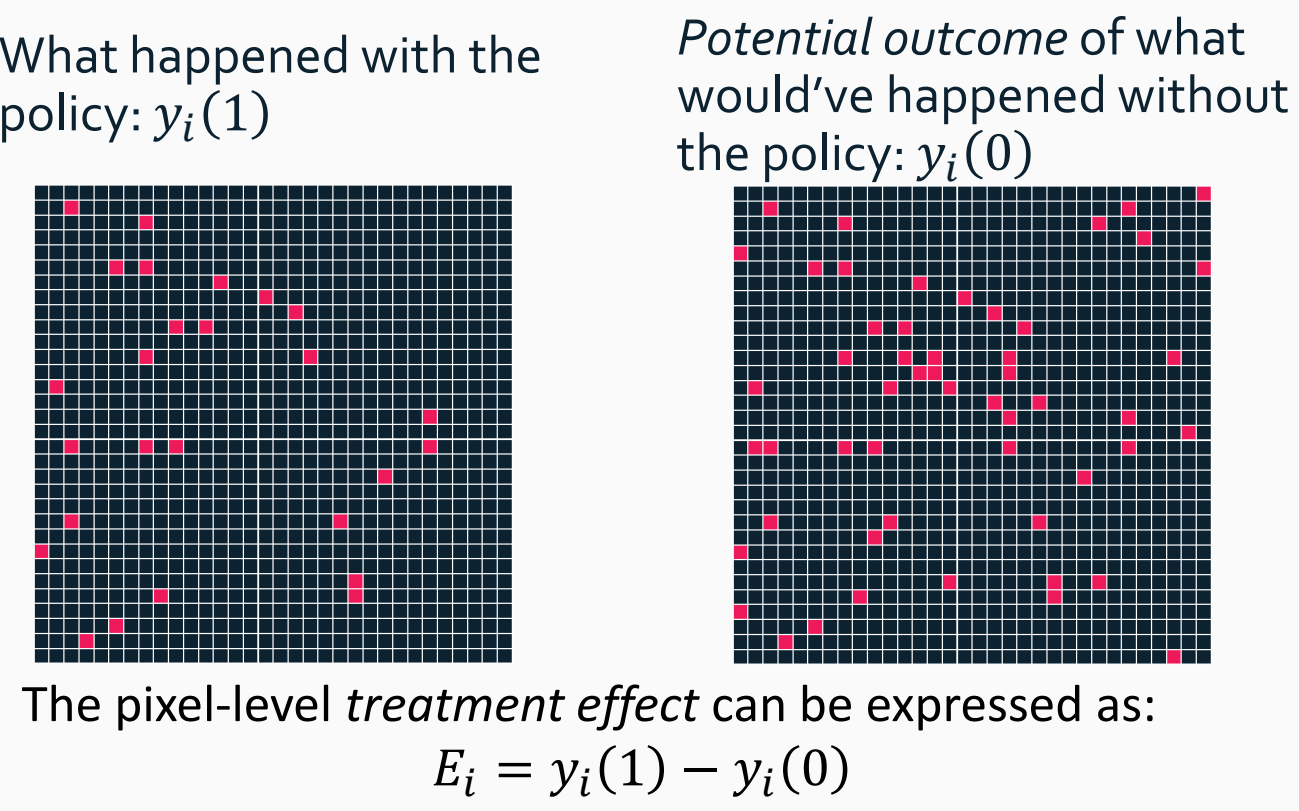 What happened with the
policy: 𝑦ᵢ(1)
Potential outcome of what
would've happened without
the policy: 𝑦ᵢ(0)
The pixel-level treatment effect can be expressed as:
𝐸ᵢ = 𝑦ᵢ(1) − 𝑦ᵢ(0)